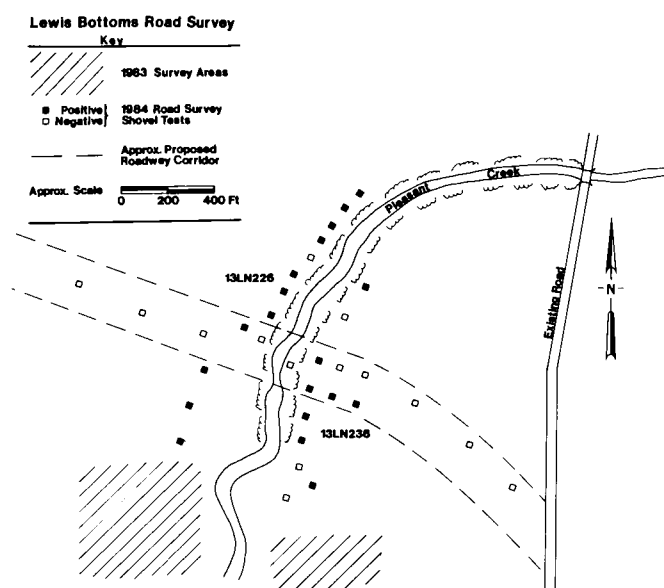 Lewis Bottoms Road Survey
Key
1983 Survey Areas
Positive
Negative
1984 Road Survey
Shovel Tests
Approx. Proposed
Roadway Corridor
Approx. Scale
0 200 400 Ft
Pleasant Creek
13LN226
Existing Road
N
13LN236